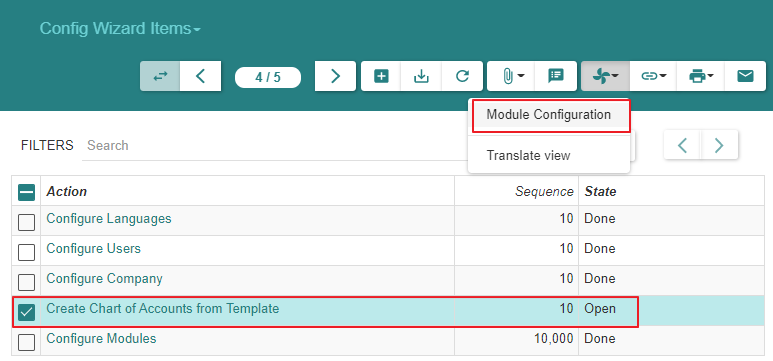 Config Wizard Items
4 / 5
Module Configuration
FILTERS Search
Translate view
Action Sequence State
Configure Languages 10 Done
Configure Users 10 Done
Configure Company 10 Done
Create Chart of Accounts from Template 10 Open
Configure Modules 10,000 Done